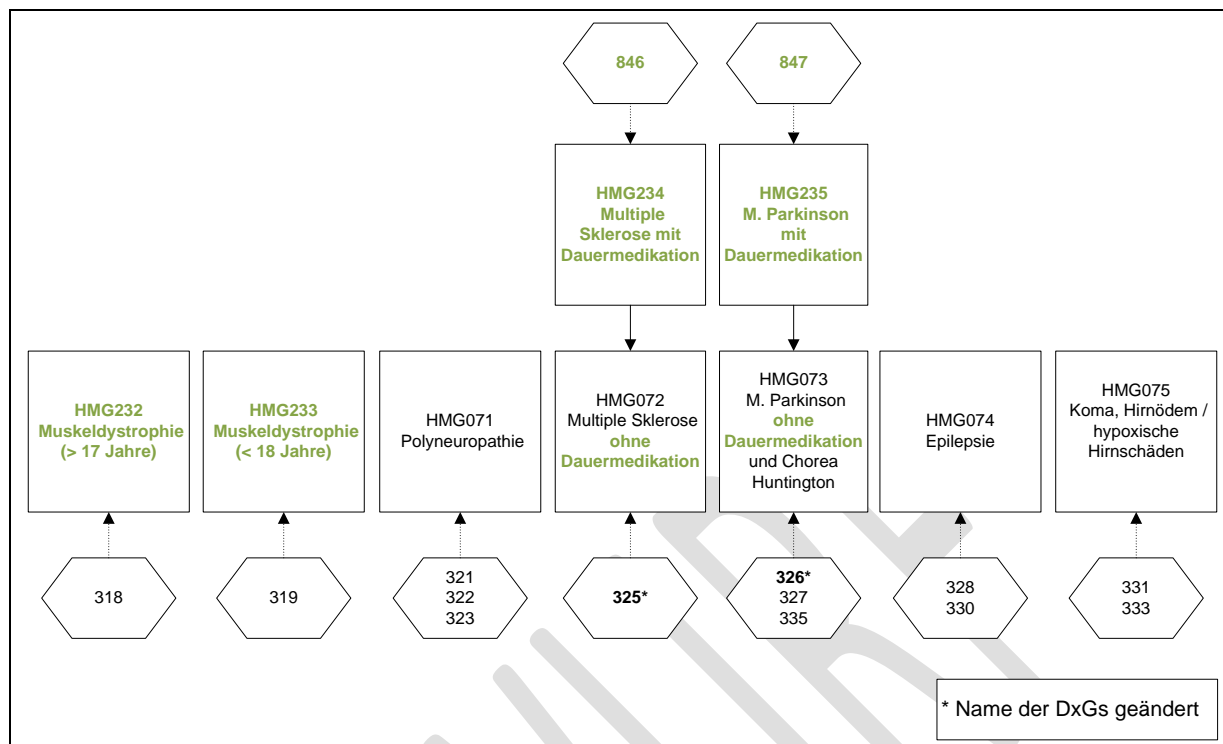 846
847
HMG234
Multiple
Sklerose mit
Dauermedikation
HMG235
M. Parkinson
mit
Dauermedikation
HMG232
Muskeldystrophie
(> 17 Jahre)
HMG233
Muskeldystrophie
(< 18 Jahre)
HMG071
Polyneuropathie
HMG072
Multiple Sklerose
ohne
Dauermedikation
HMG073
M. Parkinson
ohne
Dauermedikation
und Chorea
Huntington
HMG074
Epilepsie
HMG075
Koma, Hirnödem /
hypoxische
Hirnschäden
318
319
321
322
323
325*
326*
327
335
328
330
331
333
* Name der DxGs geändert